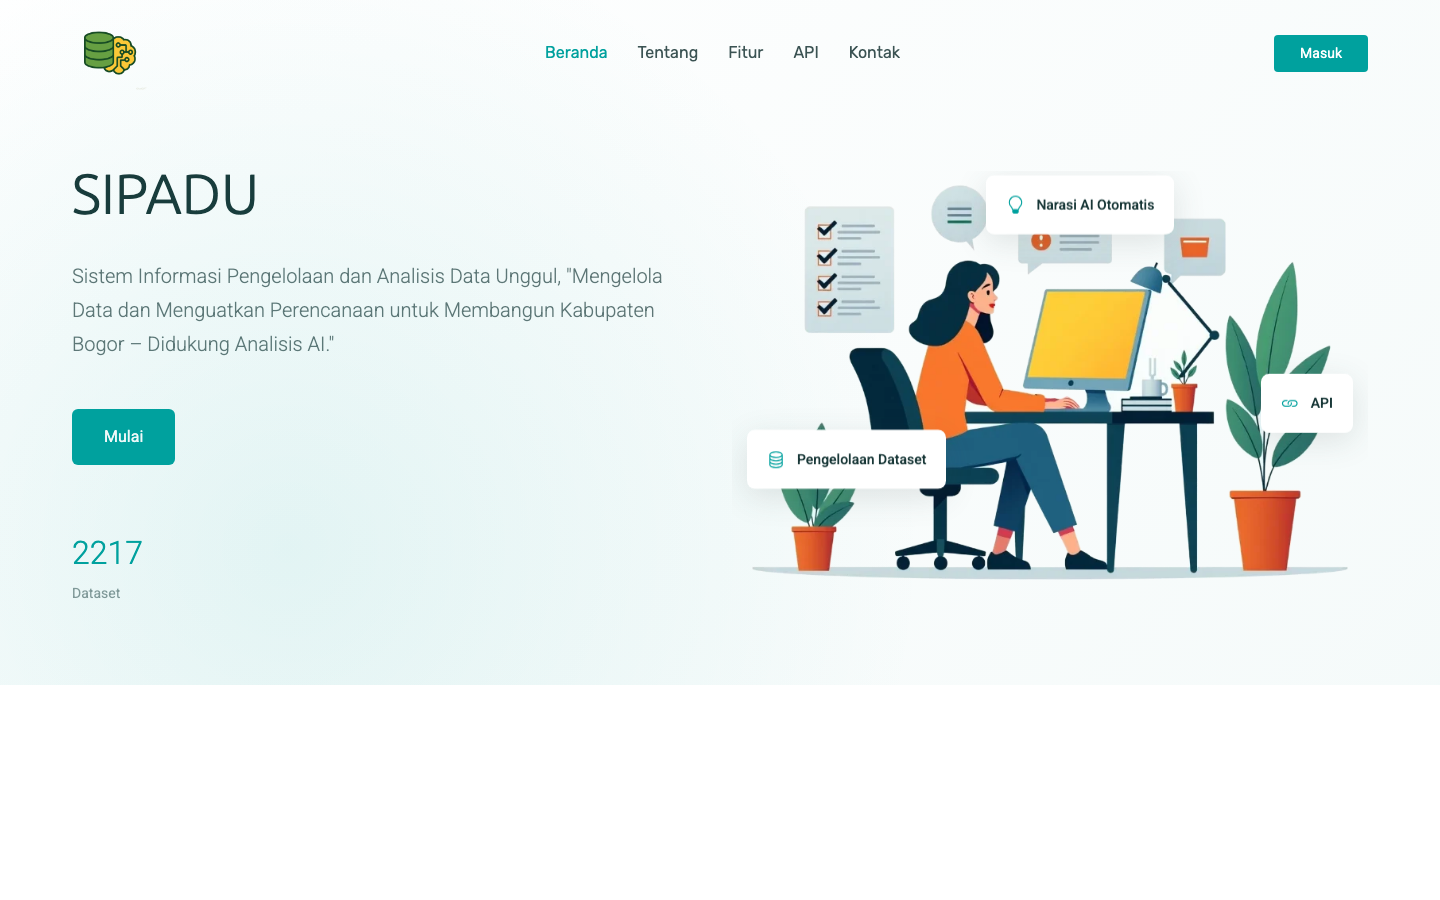 Beranda
Tentang
Fitur
API
Kontak
Masuk
SIPADU
Sistem Informasi Pengelolaan dan Analisis Data Unggul, "Mengelola
Data dan Menguatkan Perencanaan untuk Membangun Kabupaten
Bogor – Didukung Analisis AI."
Mulai
2217
Dataset
Narasi AI Otomatis
API
Pengelolaan Dataset